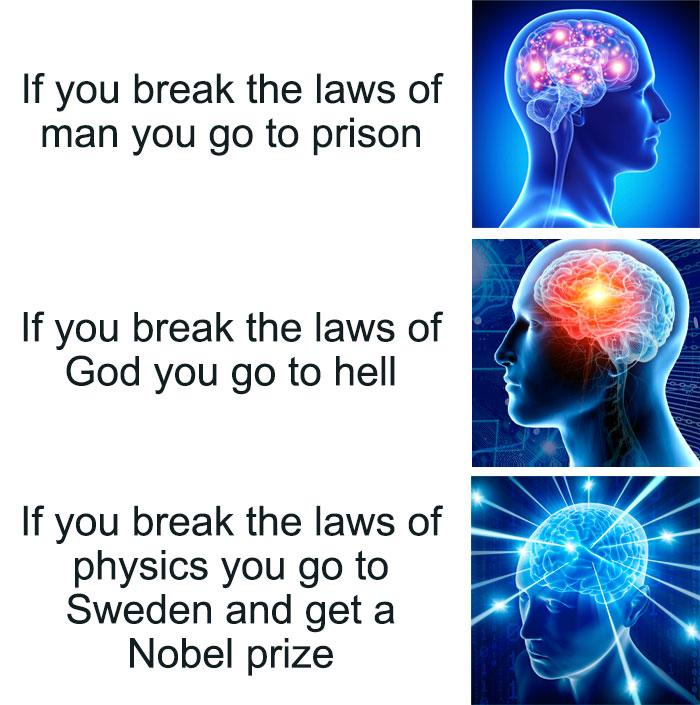 If you break the laws of
man you go to prison
If you break the laws of
God you go to hell
If you break the laws of
physics you go to
Sweden and get a
Nobel prize